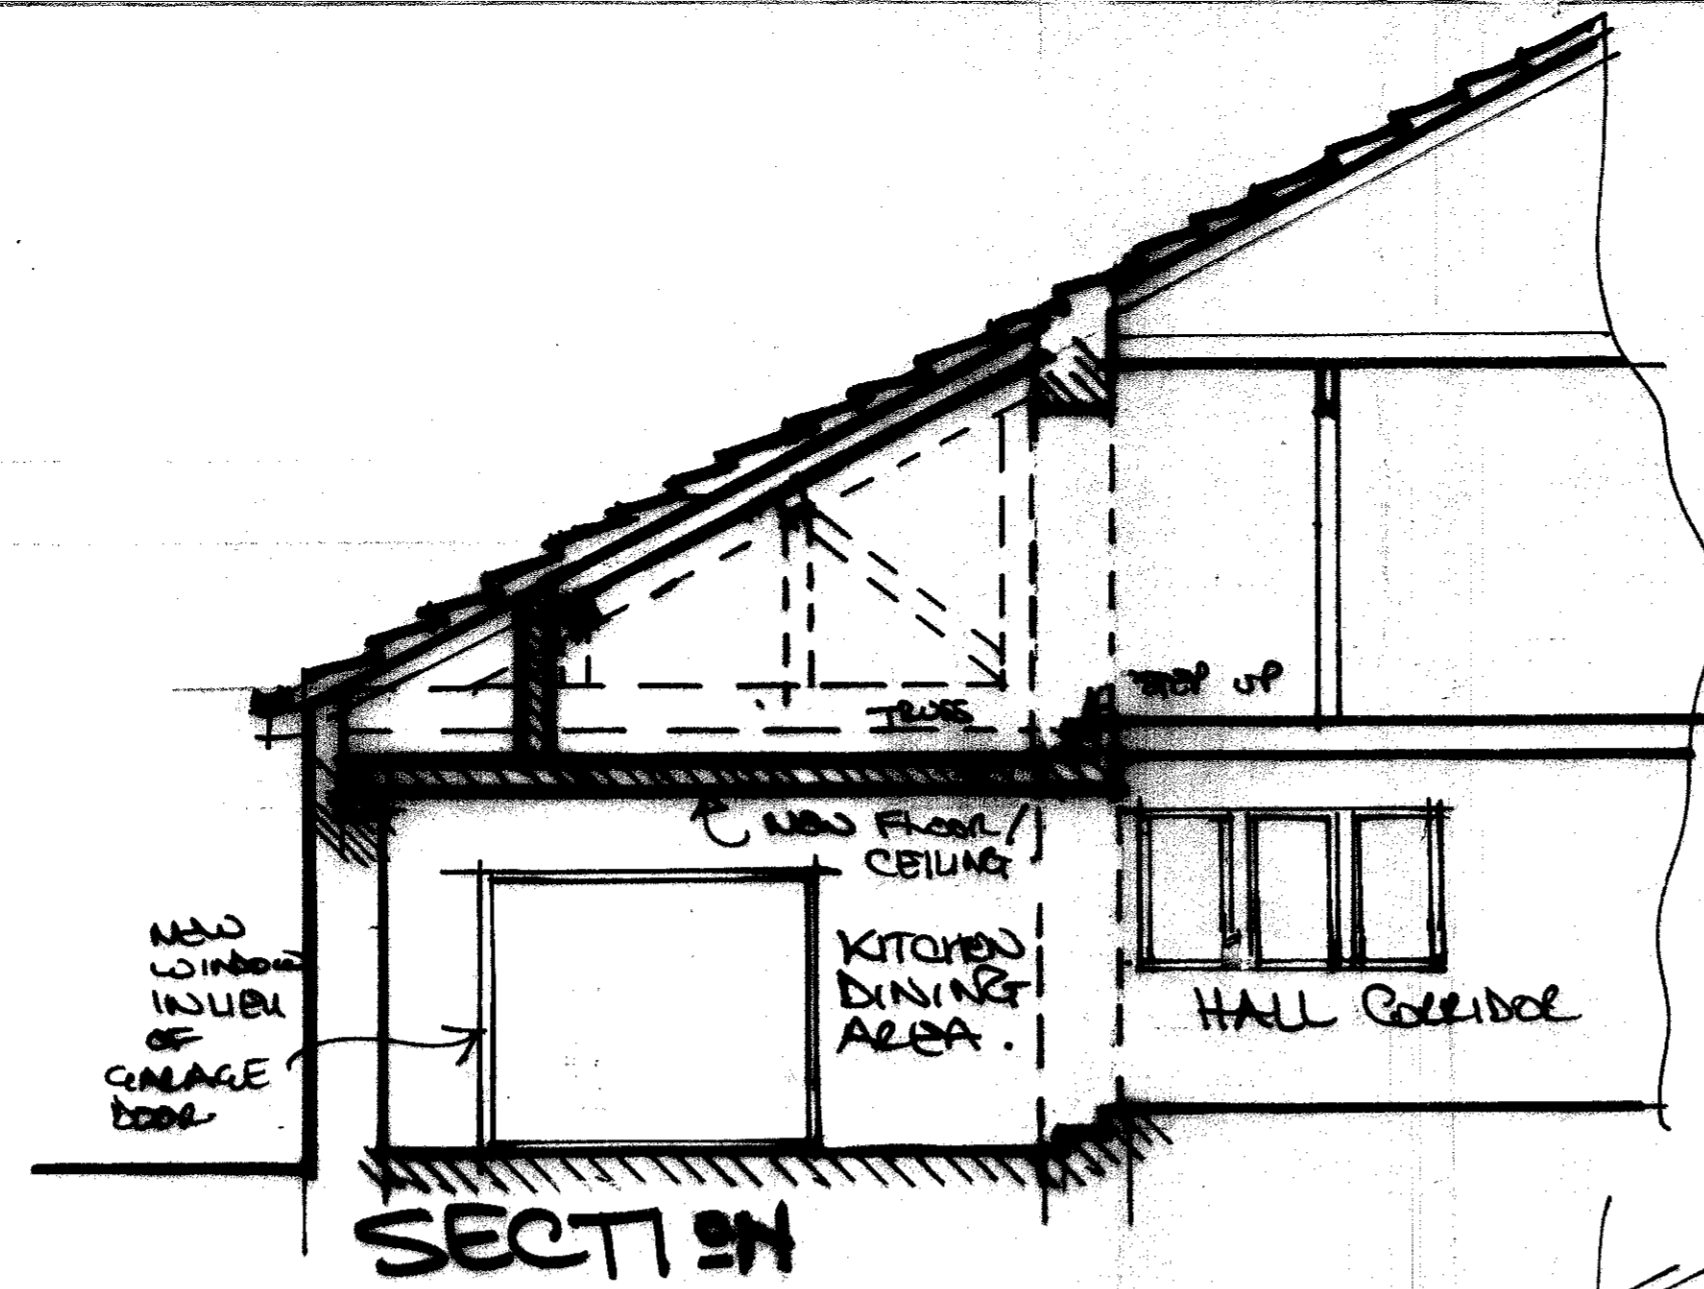 STEP UP
TRUSS
NEW FLOOR/
CEILING
NEW
WINDOW
IN LIEU
OF
GARAGE
DOOR
KITCHEN
DINING
AREA.
HALL CORRIDOR
SECTION